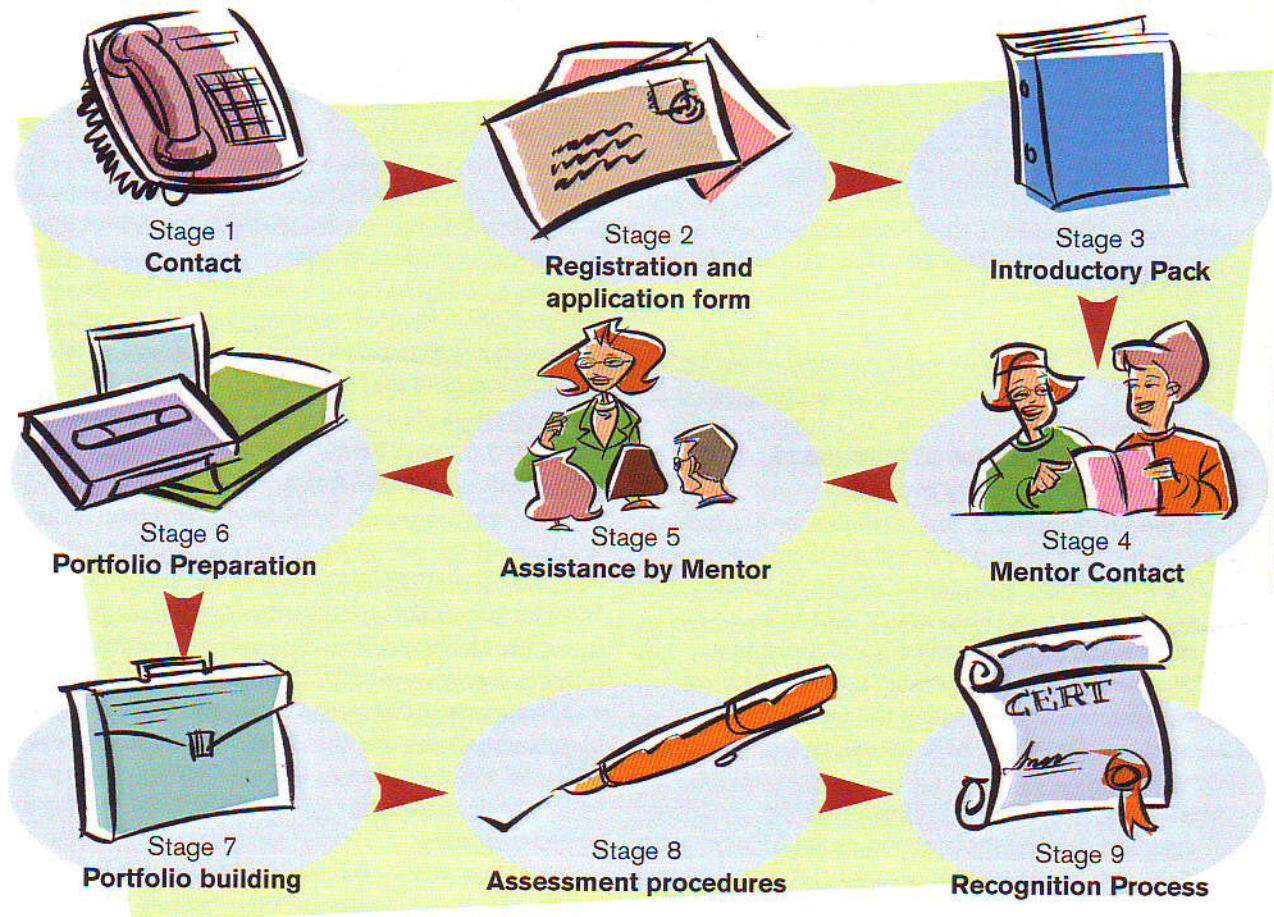 Stage 1
Contact
Stage 2
Registration and
application form
Stage 3
Introductory Pack
Stage 4
Mentor Contact
Stage 5
Assistance by Mentor
Stage 6
Portfolio Preparation
Stage 7
Portfolio building
Stage 8
Assessment procedures
CERT
Stage 9
Recognition Process